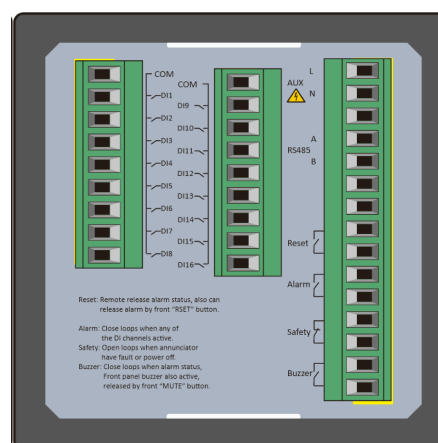 COM
DI1
DI2
DI3
DI4
DI5
DI6
DI7
DI8
COM
DI9
DI10
DI11
DI12
DI13
DI14
DI15
DI16
L
AUX
N
A
RS485
B
Reset
Alarm
Safety
Buzzer
Reset: Remote release alarm status, also can
release alarm by front “RSET” button.
Alarm: Close loops when any of
the DI channels active.
Safety: Open loops when annunciator
have fault or power off.
Buzzer: Close loops when alarm status,
Front panel buzzer also active,
released by front “MUTE” button.